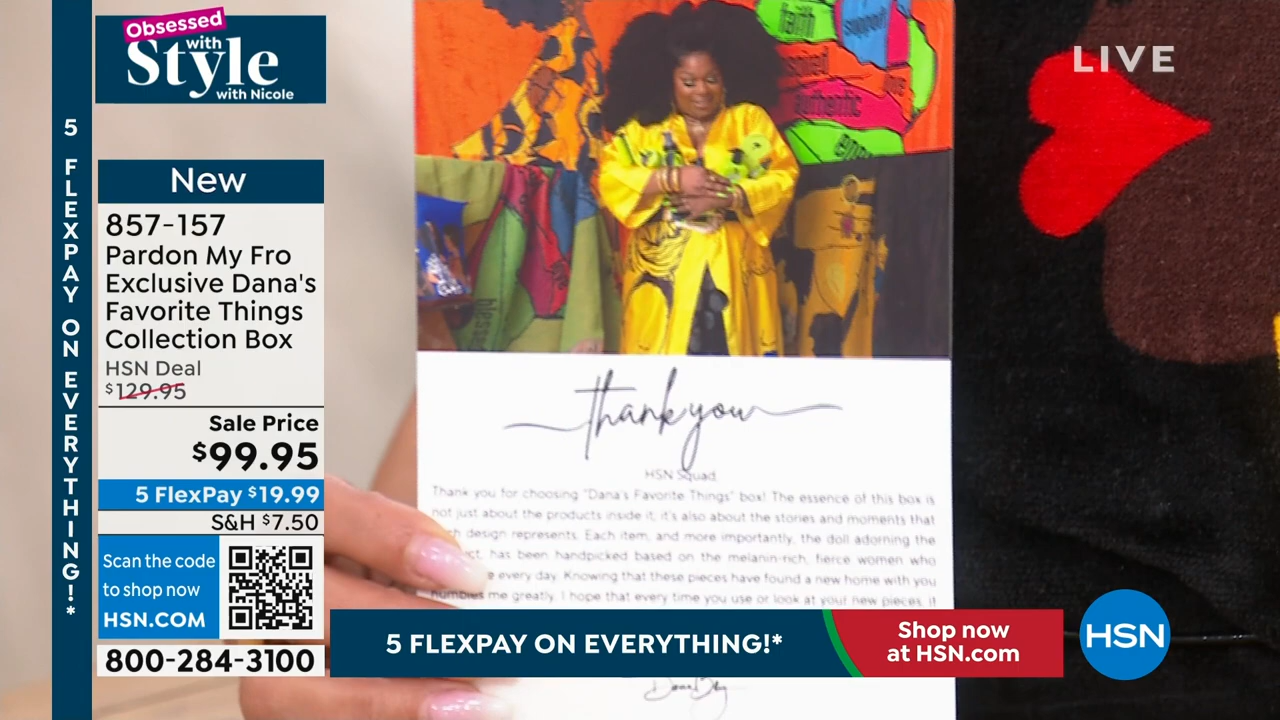 Obsessed
with
Style
with Nicole
LIVE
5 FLEXPAY ON EVERYTHING!*
New
857-157
Pardon My Fro
Exclusive Dana's
Favorite Things
Collection Box
HSN Deal
$129.95
Sale Price
$99.95
5 FlexPay $19.99
S&H $7.50
Scan the code
to shop now
HSN.COM
800-284-3100
faith
support
authentic
blessed
thank you
HSN Squad,
Thank you for choosing "Dana's Favorite Things" box! The essence of this box is
not just about the products inside it; it's also about the stories and moments that
design represents. Each item, and more importantly, the doll adorning the
has been handpicked based on the melanin-rich, fierce women who
every day. Knowing that these pieces have found a new home with you
humbles me greatly. I hope that every time you use or look at your new pieces, it
5 FLEXPAY ON EVERYTHING!*
Shop now
at HSN.com
HSN